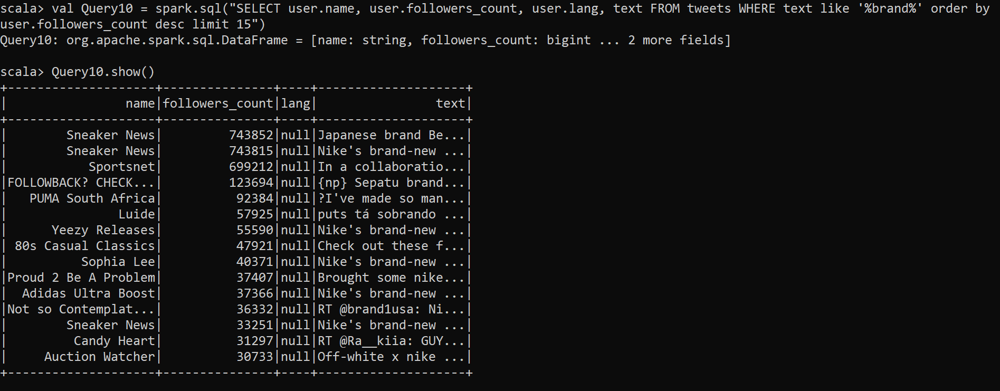 scala> val Query10 = spark.sql("SELECT user.name, user.followers_count, user.lang, text FROM tweets WHERE text like '%brand%' order by
user.followers_count desc limit 15")
Query10: org.apache.spark.sql.DataFrame = [name: string, followers_count: bigint ... 2 more fields]

scala> Query10.show()
+--------------------+---------------+----+--------------------+
|                name|followers_count|lang|                text|
+--------------------+---------------+----+--------------------+
|        Sneaker News|         743852|null|Japanese brand Be...|
|        Sneaker News|         743815|null|Nike's brand-new ...|
|           Sportsnet|         699212|null|In a collaboratio...|
|FOLLOWBACK? CHECK...|         123694|null|{np} Sepatu brand...|
|   PUMA South Africa|          92384|null|?I've made so man...|
|               Luide|          57925|null|puts tá sobrando ...|
|      Yeezy Releases|          55590|null|Nike's brand-new ...|
| 80s Casual Classics|          47921|null|Check out these f...|
|          Sophia Lee|          40371|null|Nike's brand-new ...|
|Proud 2 Be A Problem|          37407|null|Brought some nike...|
|  Adidas Ultra Boost|          37366|null|Nike's brand-new ...|
|Not so Contemplat...|          36332|null|RT @brand1usa: Ni...|
|        Sneaker News|          33251|null|Nike's brand-new ...|
|         Candy Heart|          31297|null|RT @Ra__kiia: GUY...|
|     Auction Watcher|          30733|null|Off-white x nike ...|
+--------------------+---------------+----+--------------------+